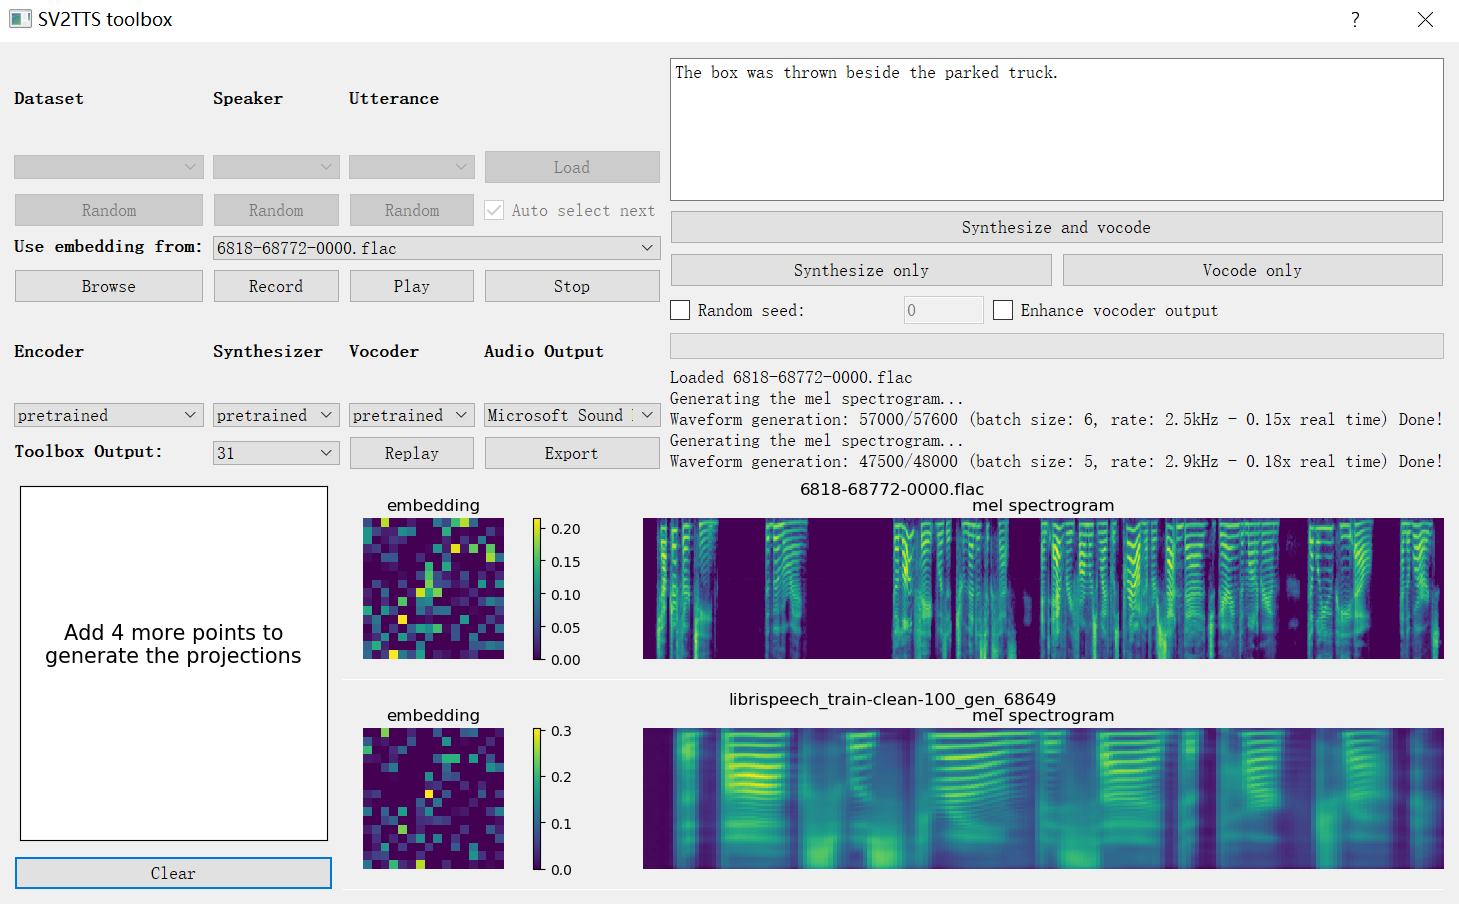 SV2TTS toolbox
?
Dataset
Speaker
Utterance
Load
Random
Random
Random
Auto select next
Use embedding from:
6818-68772-0000.flac
Browse
Record
Play
Stop
Encoder
Synthesizer
Vocoder
Audio Output
pretrained
pretrained
pretrained
Microsoft Sound
Toolbox Output:
31
Replay
Export
The box was thrown beside the parked truck.
Synthesize and vocode
Synthesize only
Vocode only
Random seed:
0
Enhance vocoder output
Loaded 6818-68772-0000.flac
Generating the mel spectrogram...
Waveform generation: 57000/57600 (batch size: 6, rate: 2.5kHz - 0.15x real time) Done!
Generating the mel spectrogram...
Waveform generation: 47500/48000 (batch size: 5, rate: 2.9kHz - 0.18x real time) Done!
Add 4 more points to
generate the projections
Clear
6818-68772-0000.flac
embedding
mel spectrogram
0.20
0.15
0.10
0.05
0.00
librispeech_train-clean-100_gen_68649
embedding
mel spectrogram
0.3
0.2
0.1
0.0